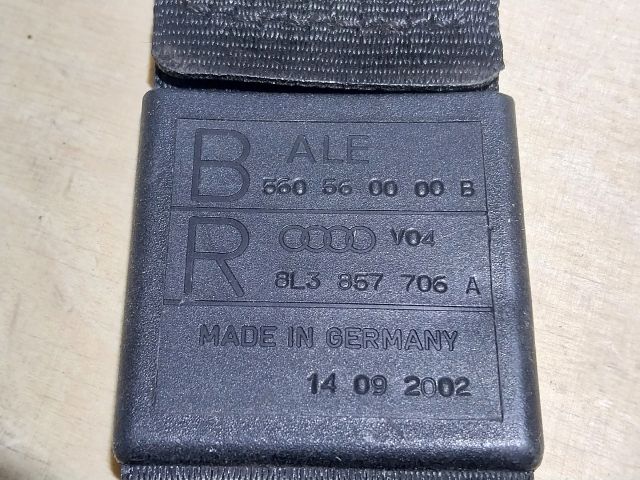 B ALE
560 56 00 00 B
R V04
8L3 857 706 A
MADE IN GERMANY
14 09 2002